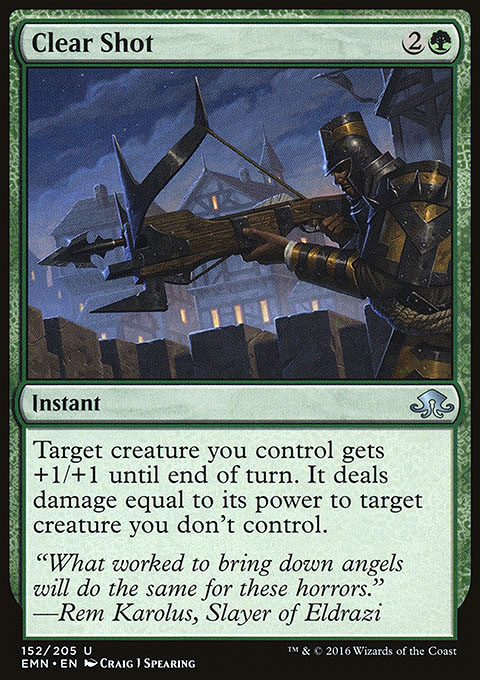 Clear Shot 2
Instant
Target creature you control gets
+1/+1 until end of turn. It deals
damage equal to its power to target
creature you don't control.
"What worked to bring down angels
will do the same for these horrors."
—Rem Karolus, Slayer of Eldrazi
152/205 U
EMN • EN Craig J Spearing
™ & © 2016 Wizards of the Coast